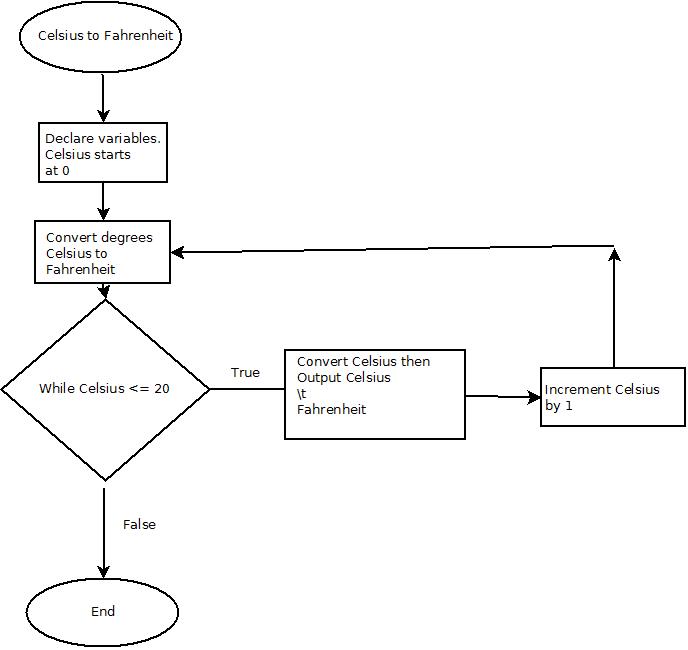 Celsius to Fahrenheit
Declare variables.
Celsius starts
at 0
Convert degrees
Celsius to
Fahrenheit
While Celsius <= 20
True
Convert Celsius then
Output Celsius
\t
Fahrenheit
Increment Celsius
by 1
False
End